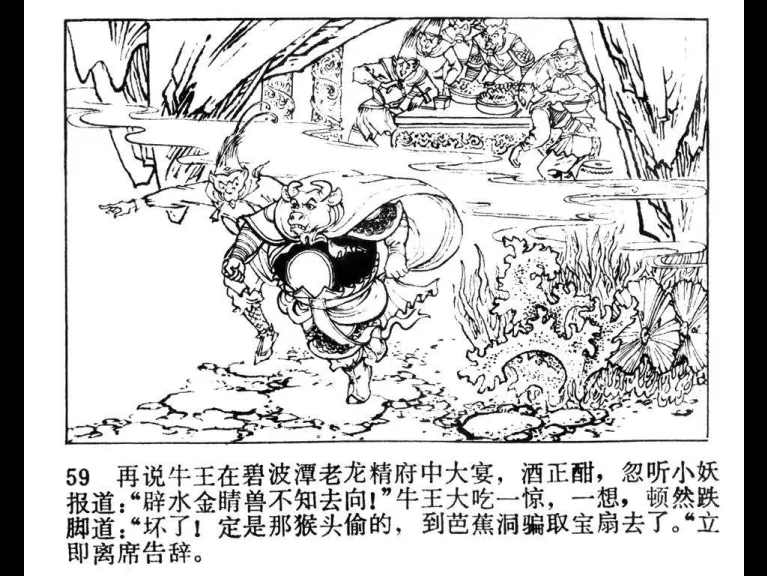 59 再说牛王在碧波潭老龙精府中大宴，酒正酣，忽听小妖
报道：“辟水金睛兽不知去向！”牛王大吃一惊，一想，顿然跌
脚道：“坏了！定是那猴头偷的，到芭蕉洞骗取宝扇去了。“立
即离席告辞。